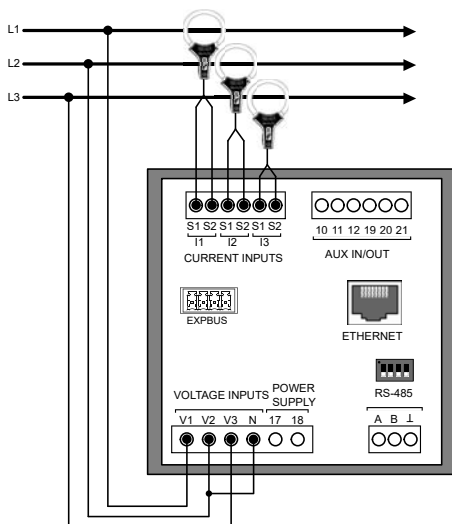 L1
L2
L3
S1 S2 S1 S2 S1 S2
I1 I2 I3
CURRENT INPUTS
10 11 12 19 20 21
AUX IN/OUT
EXPBUS
ETHERNET
RS-485
VOLTAGE INPUTS
POWER
SUPPLY
V1 V2 V3 N 17 18
A B ⊥